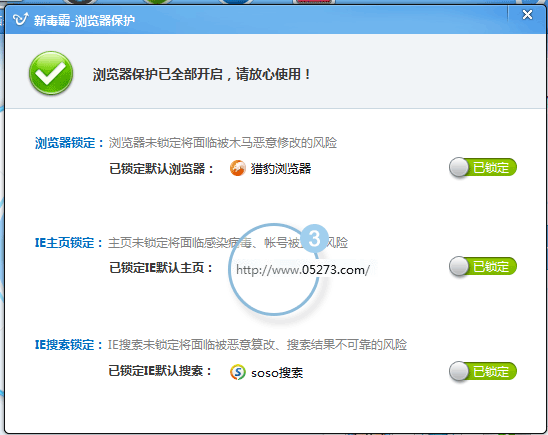 新毒霸-浏览器保护
浏览器保护已全部开启，请放心使用！
浏览器锁定： 浏览器未锁定将面临被木马恶意修改的风险
已锁定默认浏览器： 猎豹浏览器 已锁定
IE主页锁定： 主页未锁定将面临感染病毒、帐号被 风险
3
已锁定IE默认主页： http://www.05273.com/ 已锁定
IE搜索锁定： IE搜索未锁定将面临被恶意篡改、搜索结果不可靠的风险
已锁定IE默认搜索： soso搜索 已锁定